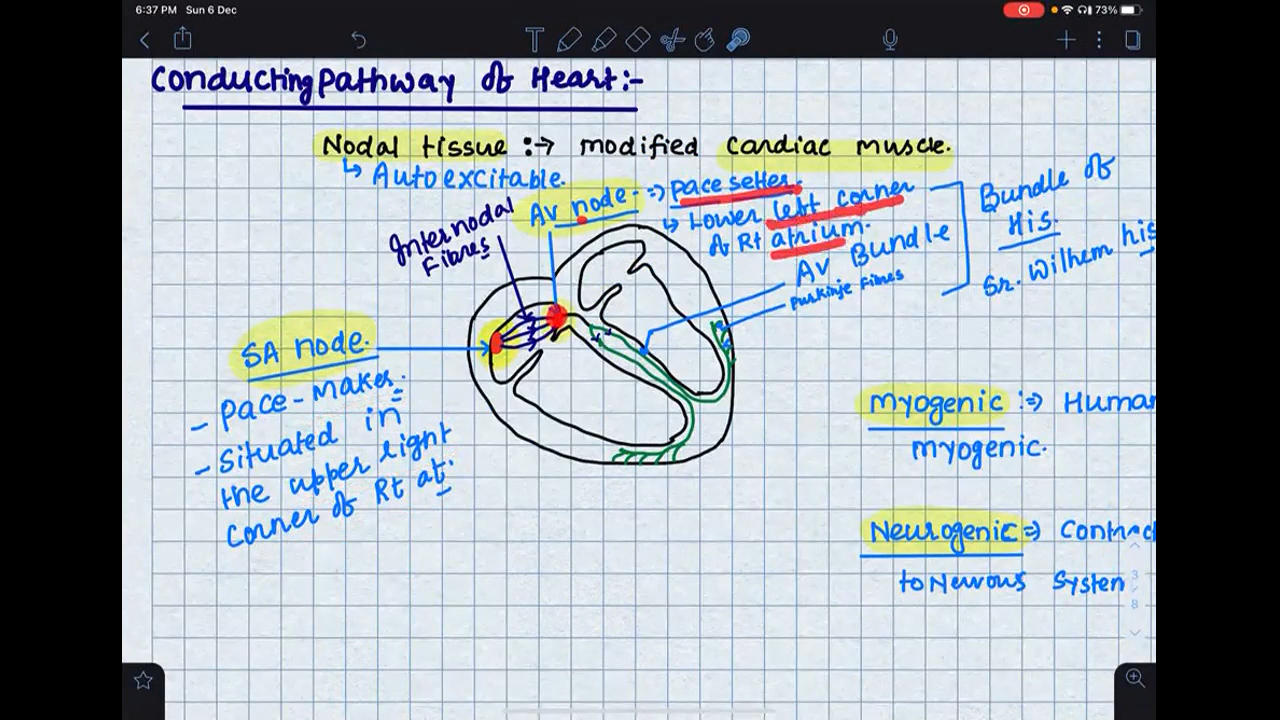 6:37 PM Sun 6 Dec
73%
Conducting Pathway of Heart:-
Nodal tissue :→ modified cardiac muscle.
↳ Autoexcitable.
AV node :⇒ pace setter.
↳ Lower left corner
of Rt atrium.
Internodal
Fibres
AV Bundle
Purkinje Fibres
Bundle of
His.
Sr. Wilhem his
SA node.
- Pace-maker.
- Situated in
the upper right
corner of Rt at.
myogenic :⇒ Human
myogenic.
Neurogenic ⇒ Contract
to Nervous System
3
8